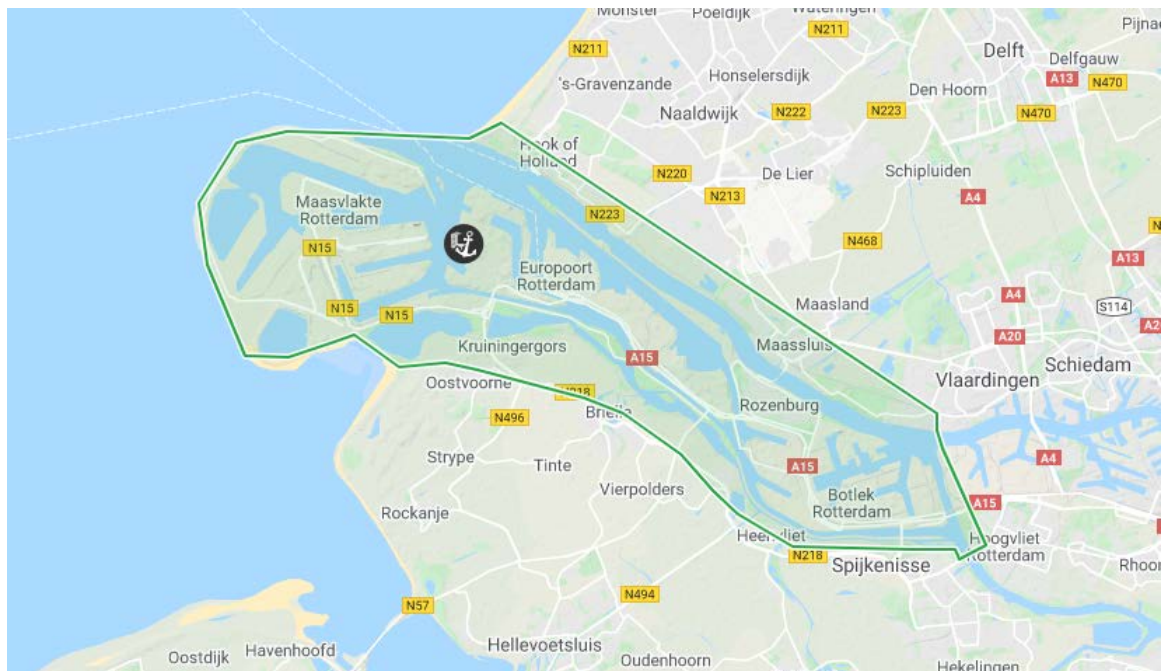 Monster
Poeldijk
Wateringen
N211
Pijna
N211
Delft
Delfgauw
's-Gravenzande
Honselersdijk
A13
N470
Den Hoorn
Naaldwijk
N222
N223
N470
Hook of
Holland
N220
De Lier
Schipluiden
N213
A4
Maasvlakte
Rotterdam
N223
N468
N15
A13
Europoort
Rotterdam
A4
Maasland
S114
N15
N15
A20
Kruiningergors
A15
Maassluis
Schiedam
Vlaardingen
Oostvoorne
N218
Rozenburg
Brielle
N496
Strype
Tinte
A15
A4
Vierpolders
Botlek
Rotterdam
A15
Rockanje
Heenvliet
Hoogvliet
Rotterdam
N218
Spijkenisse
Rhoor
N494
N57
Hellevoetsluis
Havenhoofd
Oostdijk
Oudenhoorn
Hekelingen